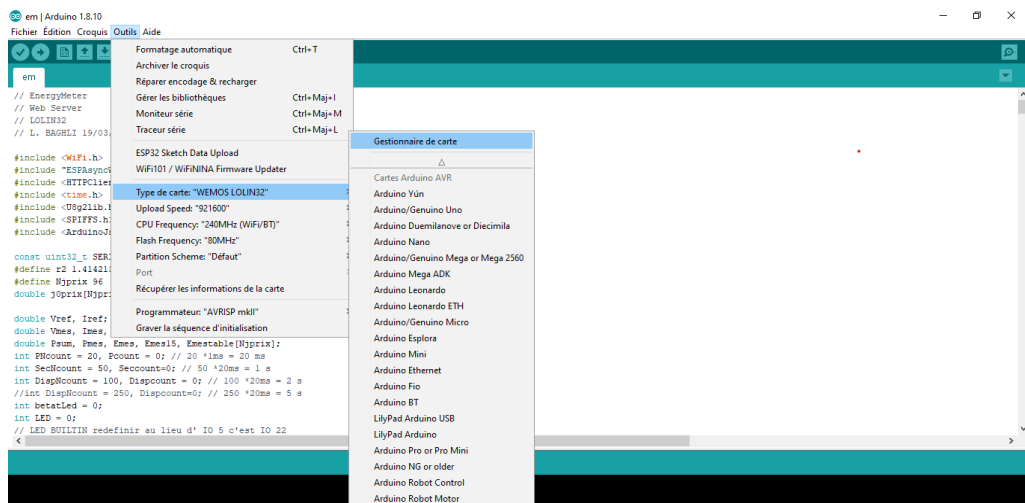 em | Arduino 1.8.10
Fichier Édition Croquis Outils Aide
em
// EnergyMeter
// Web Server
// LOLIN32
// L. BAGHLI 19/03/
#include <WiFi.h>
#include "ESPAsync
#include <HTTPClien
#include <time.h>
#include <U8g2lib.h
#include <SPIFFS.h>
#include <ArduinoJs
const uint32_t SERI
#define r2 1.41421
#define Njprix 96
double j0prix[Njpri
double Vref, Iref;
double Vmes, Imes,
double Psum, Pmes, Emes, Emes15, Emestable[Njprix];
int PNcount = 20, Pcount = 0; // 20 *1ms = 20 ms
int SecNcount = 50, Seccount=0; // 50 *20ms = 1 s
int DispNcount = 100, Dispcount = 0; // 100 *20ms = 2 s
//int DispNcount = 250, Dispcount=0; // 250 *20ms = 5 s
int betatLed = 0;
int LED = 0;
// LED BUILTIN redefinir au lieu d' IO 5 c'est IO 22
Formatage automatique Ctrl+T
Archiver le croquis
Réparer encodage & recharger
Gérer les bibliothèques Ctrl+Maj+I
Moniteur série Ctrl+Maj+M
Traceur série Ctrl+Maj+L
ESP32 Sketch Data Upload
WiFi101 / WiFiNINA Firmware Updater
Type de carte: "WEMOS LOLIN32"
Upload Speed: "921600"
CPU Frequency: "240MHz (WiFi/BT)"
Flash Frequency: "80MHz"
Partition Scheme: "Défaut"
Port
Récupérer les informations de la carte
Programmateur: "AVRISP mkII"
Graver la séquence d'initialisation
Gestionnaire de carte
Cartes Arduino AVR
Arduino Yún
Arduino/Genuino Uno
Arduino Duemilanove or Diecimila
Arduino Nano
Arduino/Genuino Mega or Mega 2560
Arduino Mega ADK
Arduino Leonardo
Arduino Leonardo ETH
Arduino/Genuino Micro
Arduino Esplora
Arduino Mini
Arduino Ethernet
Arduino Fio
Arduino BT
LilyPad Arduino USB
LilyPad Arduino
Arduino Pro or Pro Mini
Arduino NG or older
Arduino Robot Control
Arduino Robot Motor